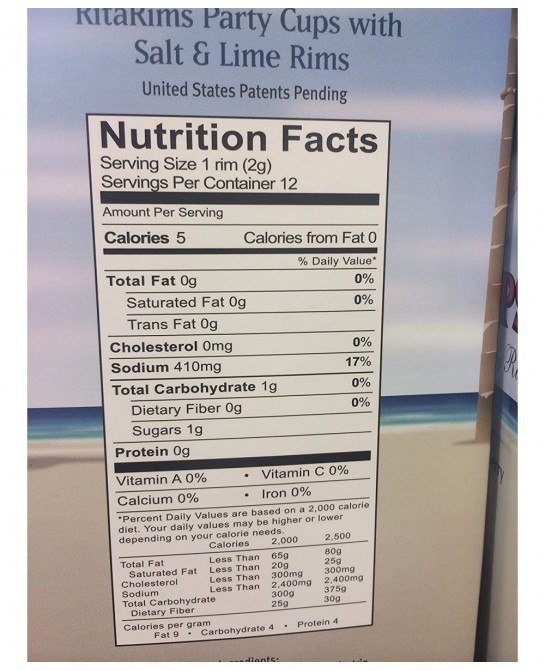 RitaRims Party Cups with
Salt & Lime Rims
United States Patents Pending
Nutrition Facts
Serving Size 1 rim (2g)
Servings Per Container 12
Amount Per Serving
Calories 5 Calories from Fat 0
% Daily Value*
Total Fat 0g 0%
Saturated Fat 0g 0%
Trans Fat 0g
Cholesterol 0mg 0%
Sodium 410mg 17%
Total Carbohydrate 1g 0%
Dietary Fiber 0g 0%
Sugars 1g
Protein 0g
Vitamin A 0% • Vitamin C 0%
Calcium 0% • Iron 0%
*Percent Daily Values are based on a 2,000 calorie
diet. Your daily values may be higher or lower
depending on your calorie needs.
Calories 2,000 2,500
Total Fat Less Than 65g 80g
Saturated Fat Less Than 20g 25g
Cholesterol Less Than 300mg 300mg
Sodium Less Than 2,400mg 2,400mg
Total Carbohydrate 300g 375g
Dietary Fiber 25g 30g
Calories per gram
Fat 9 • Carbohydrate 4 • Protein 4